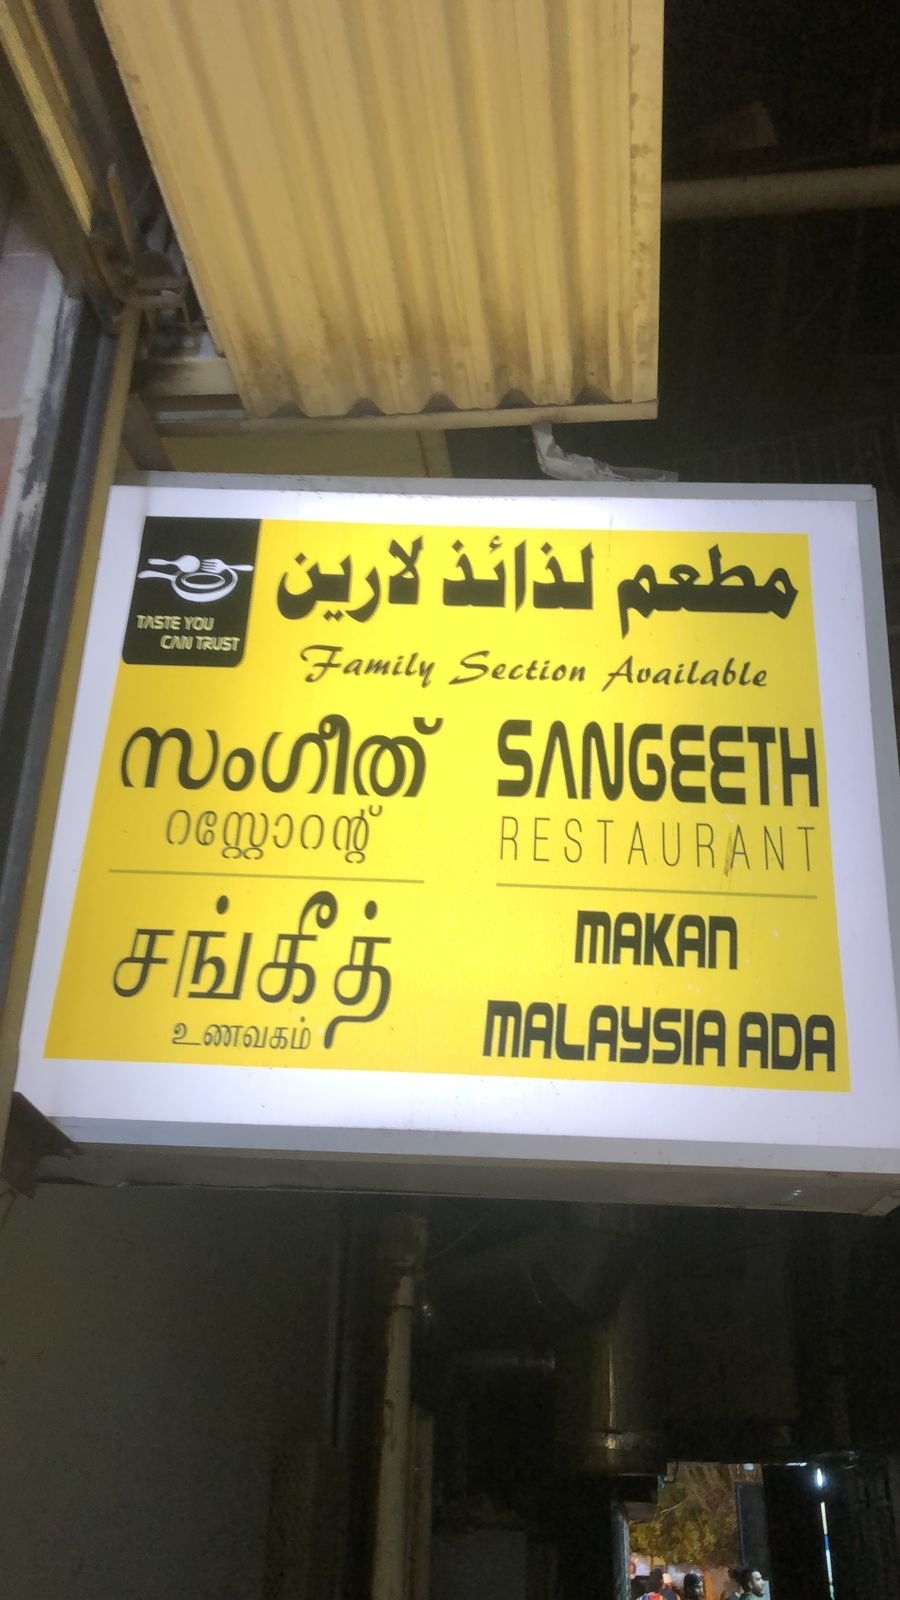 مطعم لذائذ لارين
TASTE YOU
CAN TRUST
Family Section Available
സംഗീത്
റസ്റ്റോറന്റ്
SANGEETH
RESTAURANT
சங்கீத்
உணவகம்
MAKAN
MALAYSIA ADA